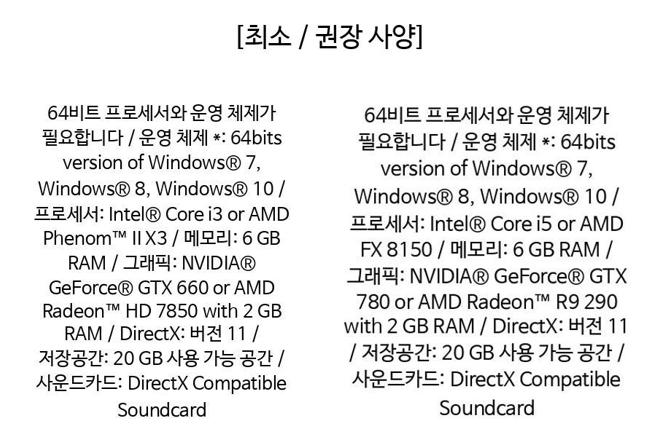 [최소 / 권장 사양]
64비트 프로세서와 운영 체제가
필요합니다 / 운영 체제 *: 64bits
version of Windows® 7,
Windows® 8, Windows® 10 /
프로세서: Intel® Core i3 or AMD
Phenom™ II X3 / 메모리: 6 GB
RAM / 그래픽: NVIDIA®
GeForce® GTX 660 or AMD
Radeon™ HD 7850 with 2 GB
RAM / DirectX: 버전 11 /
저장공간: 20 GB 사용 가능 공간 /
사운드카드: DirectX Compatible
Soundcard
64비트 프로세서와 운영 체제가
필요합니다 / 운영 체제 *: 64bits
version of Windows® 7,
Windows® 8, Windows® 10 /
프로세서: Intel® Core i5 or AMD
FX 8150 / 메모리: 6 GB RAM /
그래픽: NVIDIA® GeForce® GTX
780 or AMD Radeon™ R9 290
with 2 GB RAM / DirectX: 버전 11
/ 저장공간: 20 GB 사용 가능 공간 /
사운드카드: DirectX Compatible
Soundcard